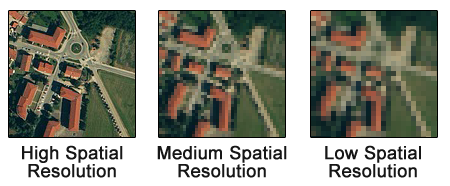 High Spatial
Resolution
Medium Spatial
Resolution
Low Spatial
Resolution